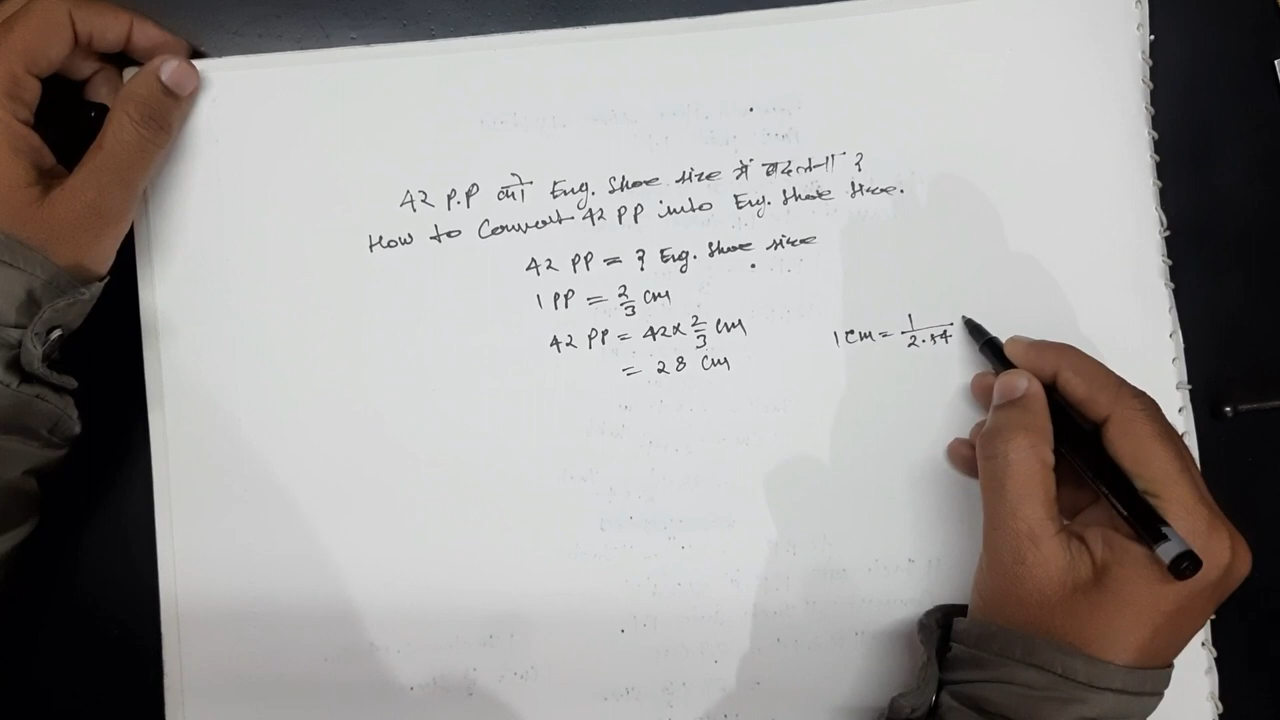 42 P.P को Eng. Shoe size में बदलना ?
How to Convert 42 PP into Eng. Shoe Size.
42 PP = ? Eng. Shoe size
1 PP = 2/3 cm
42 PP = 42 x 2/3 cm
= 28 cm
1 cm = 1/2.54